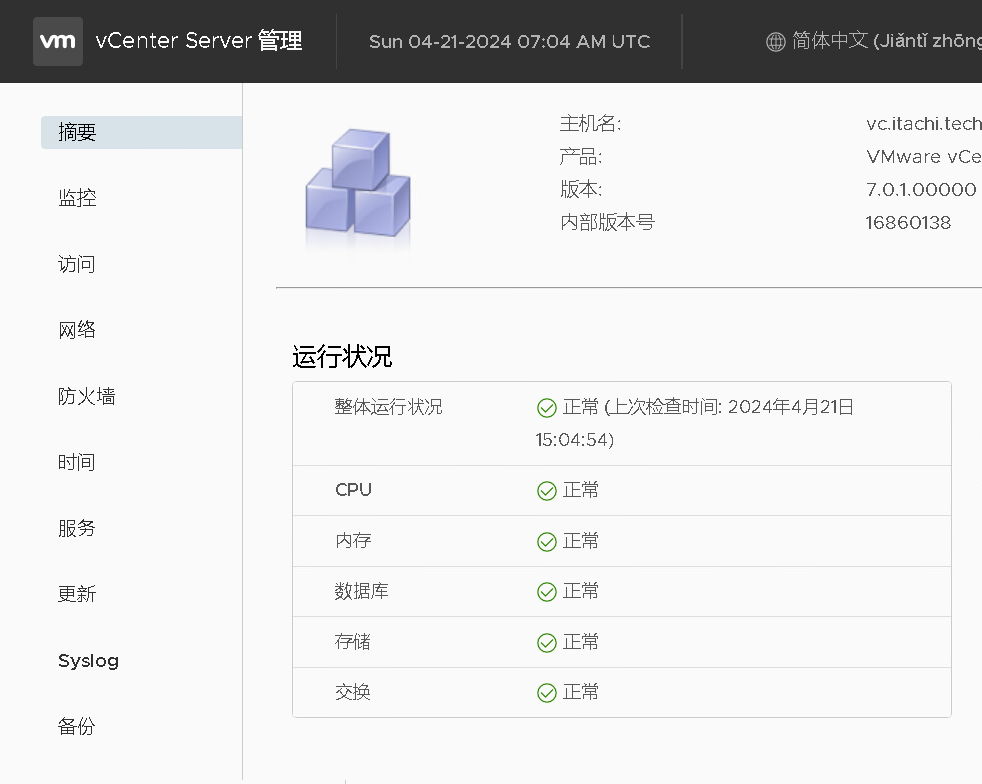 vm vCenter Server 管理 Sun 04-21-2024 07:04 AM UTC 简体中文 (Jiǎntǐ zhōng
摘要
监控
访问
网络
防火墙
时间
服务
更新
Syslog
备份
主机名: vc.itachi.tech
产品: VMware vCe
版本: 7.0.1.00000
内部版本号 16860138
运行状况
整体运行状况 正常 (上次检查时间: 2024年4月21日
15:04:54)
CPU 正常
内存 正常
数据库 正常
存储 正常
交换 正常